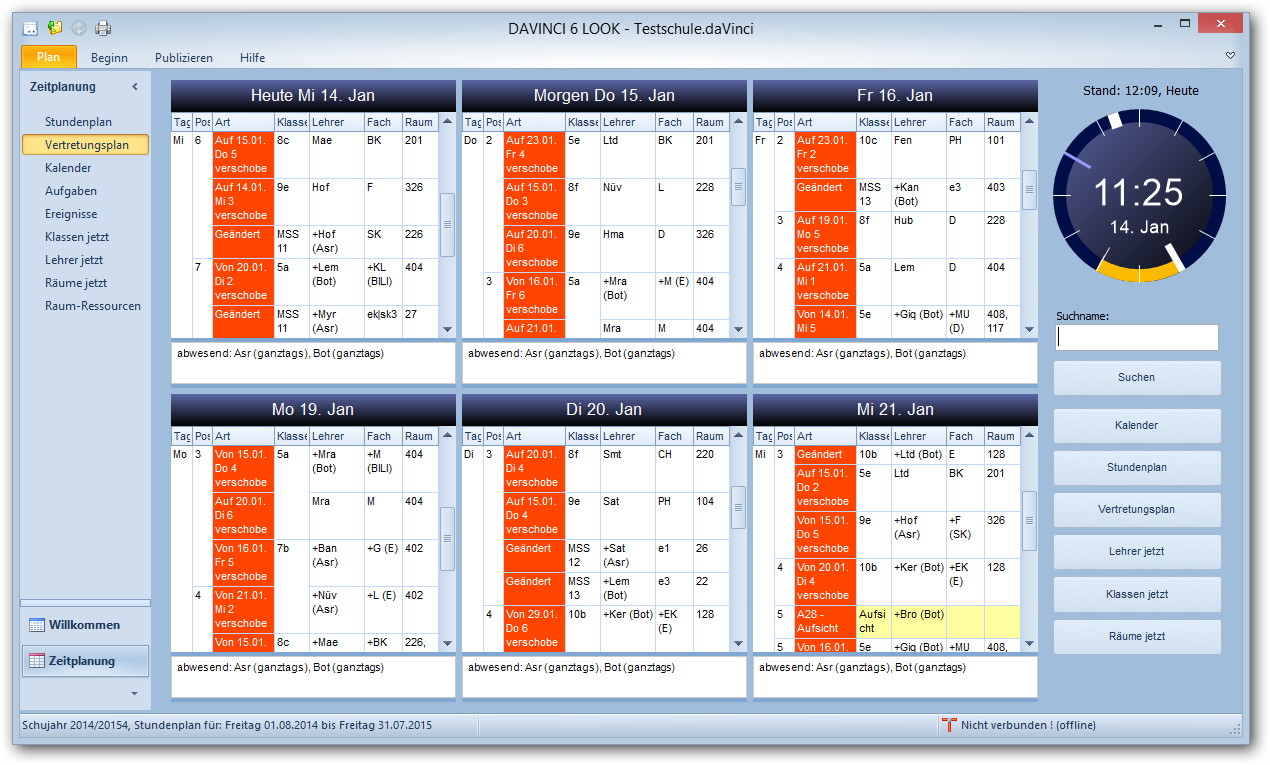 DAVINCI 6 LOOK - Testschule.daVinci
Plan Beginn Publizieren Hilfe
Zeitplanung
Stundenplan
Vertretungsplan
Kalender
Aufgaben
Ereignisse
Klassen jetzt
Lehrer jetzt
Räume jetzt
Raum-Ressourcen
Willkommen
Zeitplanung
Heute Mi 14. Jan
Tag Pos Art Klasse Lehrer Fach Raum
Mi 6 Auf 15.01. 8c Mae BK 201
Do 5
verschobe
Auf 14.01. 9e Hof F 326
Mi 3
verschobe
Geändert MSS +Hof SK 226
11 (Asr)
7 Von 20.01. 5a +Lem +KL 404
Di 2 (Bot) (BILI)
verschobe
Geändert MSS +Myr ek|sk3 27
11 (Asr)
abwesend: Asr (ganztags), Bot (ganztags)
Morgen Do 15. Jan
Tag Pos Art Klasse Lehrer Fach Raum
Do 2 Auf 23.01. 5e Ltd BK 201
Fr 4
verschobe
Auf 15.01. 8f Nüv L 228
Do 3
verschobe
Auf 20.01. 9e Hma D 326
Di 6
verschobe
3 Von 16.01. 5a +Mra +M (E) 404
Fr 6 (Bot)
verschobe
Auf 21.01. Mra M 404
abwesend: Asr (ganztags), Bot (ganztags)
Fr 16. Jan
Tag Pos Art Klasse Lehrer Fach Raum
Fr 2 Auf 23.01. 10c Fen PH 101
Fr 2
verschobe
Geändert MSS +Kan e3 403
13 (Bot)
3 Auf 19.01. 8f Hub D 228
Mo 5
verschobe
4 Auf 21.01. 5a Lem D 404
Mi 1
verschobe
Von 14.01. 5e +Giq (Bot) +MU 408,
Mi 5 (D) 117
abwesend: Asr (ganztags), Bot (ganztags)
Mo 19. Jan
Tag Pos Art Klasse Lehrer Fach Raum
Mo 3 Von 15.01. 5a +Mra +M 404
Do 4 (Bot) (BILI)
verschobe
Auf 20.01. Mra M 404
Di 6
verschobe
Von 16.01. 7b +Ban +G (E) 402
Fr 5 (Asr)
verschobe
4 Von 21.01. +Nüv +L (E) 402
Mi 2 (Asr)
verschobe
Von 15.01. 8c +Mae +BK 226,
abwesend: Asr (ganztags), Bot (ganztags)
Di 20. Jan
Tag Pos Art Klasse Lehrer Fach Raum
Di 3 Auf 20.01. 8f Smt CH 220
Di 4
verschobe
Auf 15.01. 9e Sat PH 104
Do 4
verschobe
Geändert MSS +Sat e1 26
12 (Asr)
Geändert MSS +Lem e3 22
13 (Bot)
4 Von 29.01. 10b +Ker (Bot) +EK 128
Do 6 (E)
verschobe
abwesend: Asr (ganztags), Bot (ganztags)
Mi 21. Jan
Tag Pos Art Klasse Lehrer Fach Raum
Mi 3 Geändert 10b +Ltd (Bot) E 128
Auf 15.01. 5e Ltd BK 201
Do 2
verschobe
Von 15.01. 9e +Hof +F 326
Do 5 (Asr) (SK)
verschobe
4 Von 20.01. 10b +Ker (Bot) +EK 128
Di 4 (E)
verschobe
5 A28 - Aufsi +Bro (Bot)
Aufsicht cht
5 Von 16.01. 5e +Giq (Bot) +MU 408,
abwesend: Asr (ganztags), Bot (ganztags)
Stand: 12:09, Heute
11:25
14. Jan
Suchname:
Suchen
Kalender
Stundenplan
Vertretungsplan
Lehrer jetzt
Klassen jetzt
Räume jetzt
Schujahr 2014/20154, Stundenplan für: Freitag 01.08.2014 bis Freitag 31.07.2015
Nicht verbunden ! (offline)